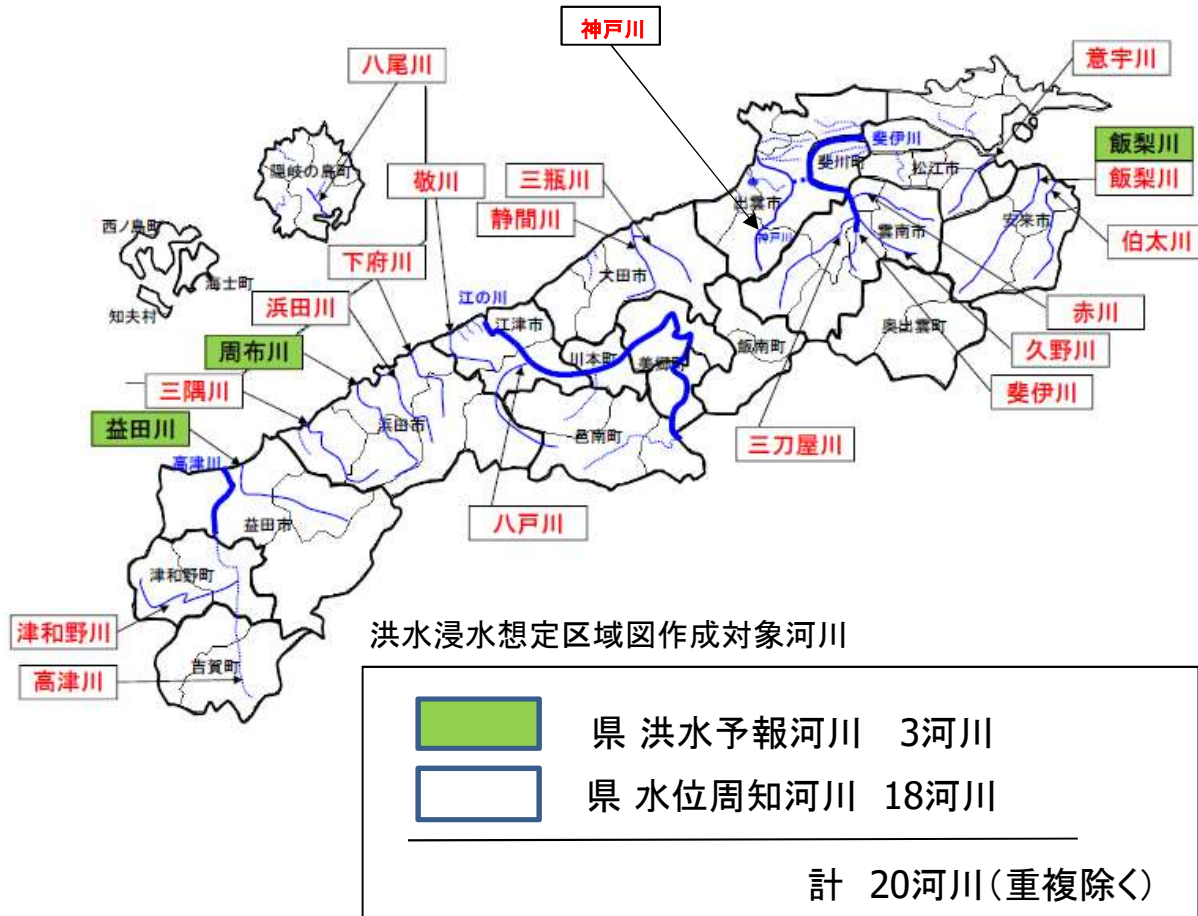 神戸川
八尾川
意宇川
斐伊川
飯梨川
斐川町
松江市
隠岐の島町
敬川
三瓶川
飯梨川
出雲市
静間川
西ノ島町
雲南市
安来市
伯太川
神戸川
下府川
大田市
海士町
江の川
赤川
浜田川
知夫村
江津市
奥出雲町
周布川
川本町
美郷町
飯南町
久野川
三隅川
斐伊川
益田川
浜田市
邑南町
三刀屋川
高津川
八戸川
益田市
津和野町
津和野川
洪水浸水想定区域図作成対象河川
吉賀町
高津川
県 洪水予報河川 3河川
県 水位周知河川 18河川
計 20河川(重複除く)